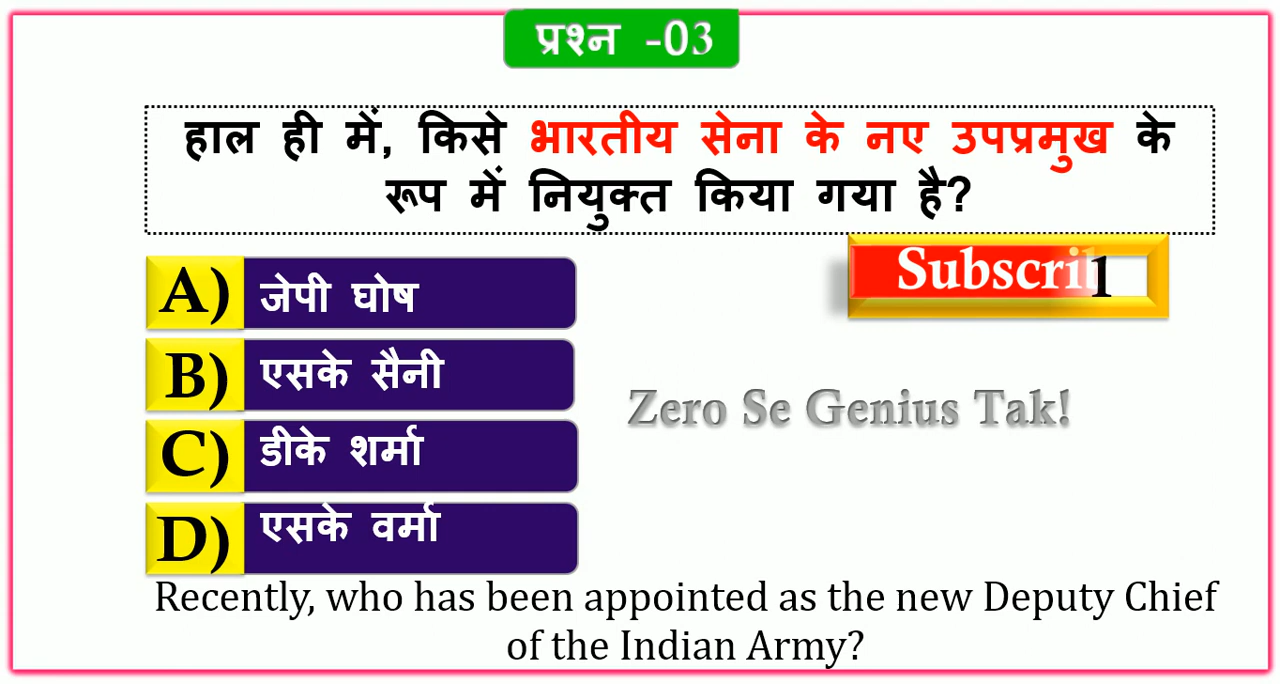 प्रश्न -03
हाल ही में, किसे भारतीय सेना के नए उपप्रमुख के
रूप में नियुक्त किया गया है?
A) जेपी घोष
Subscri
1
B) एसके सैनी
Zero Se Genius Tak!
C) डीके शर्मा
D) एसके वर्मा
Recently, who has been appointed as the new Deputy Chief
of the Indian Army?